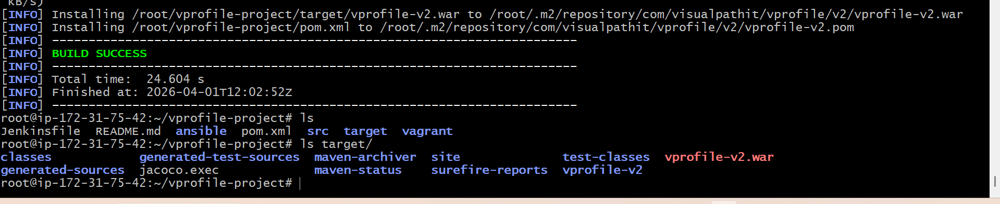 kB/s)
[INFO] Installing /root/vprofile-project/target/vprofile-v2.war to /root/.m2/repository/com/visualpathit/vprofile/v2/vprofile-v2.war
[INFO] Installing /root/vprofile-project/pom.xml to /root/.m2/repository/com/visualpathit/vprofile/v2/vprofile-v2.pom
[INFO] ------------------------------------------------------------------------
[INFO] BUILD SUCCESS
[INFO] ------------------------------------------------------------------------
[INFO] Total time:  24.604 s
[INFO] Finished at: 2026-04-01T12:02:52Z
[INFO] ------------------------------------------------------------------------
root@ip-172-31-75-42:~/vprofile-project# ls
Jenkinsfile  README.md  ansible  pom.xml  src  target  vagrant
root@ip-172-31-75-42:~/vprofile-project# ls target/
classes            generated-test-sources  maven-archiver  site              test-classes  vprofile-v2.war
generated-sources  jacoco.exec             maven-status    surefire-reports  vprofile-v2
root@ip-172-31-75-42:~/vprofile-project#